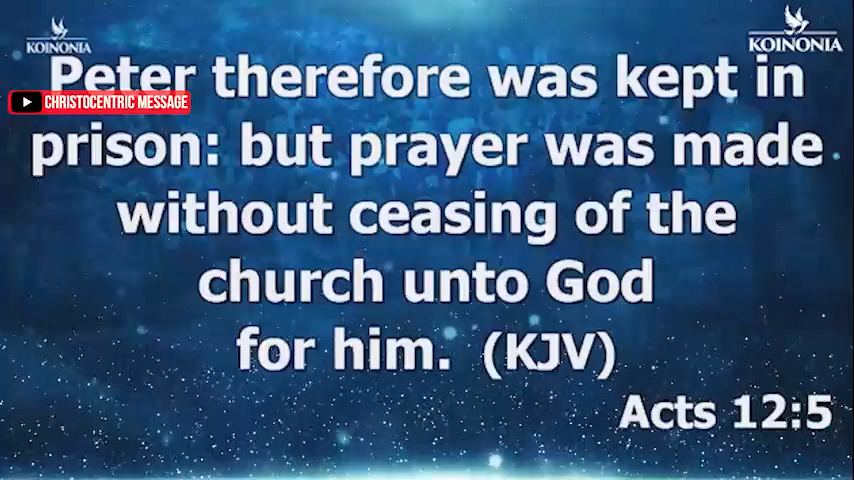 KOINONIA
KOINONIA
Peter therefore was kept in
CHRISTOCENTRIC MESSAGE
prison: but prayer was made
without ceasing of the
church unto God
for him. (KJV)
Acts 12:5